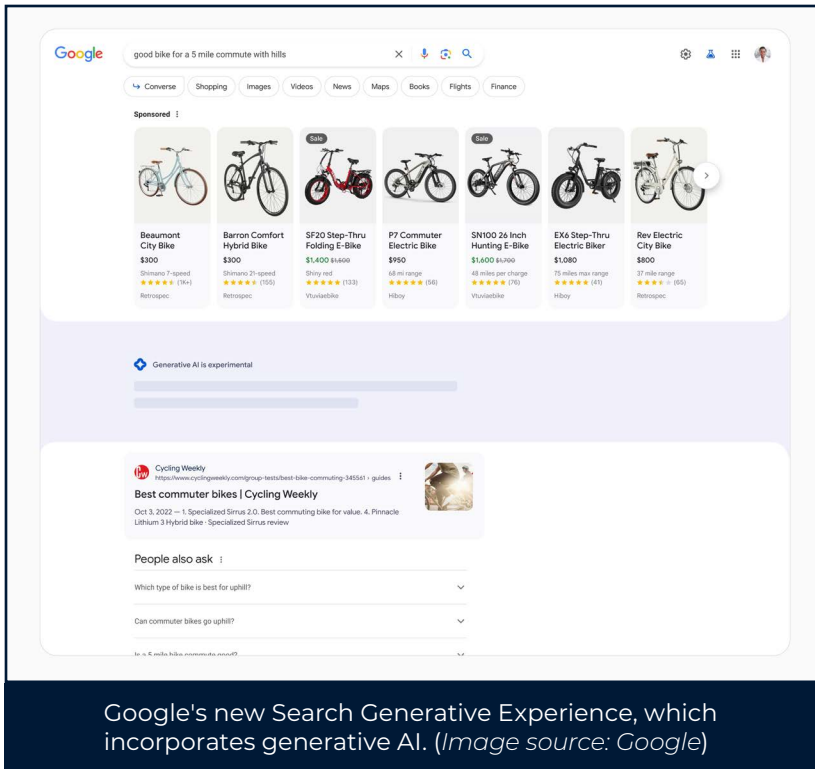 Google
good bike for a 5 mile commute with hills
Converse Shopping Images Videos News Maps Books Flights Finance
Sponsored
Sale Sale
Beaumont City Bike
$300
Shimano 7-speed
(1K+)
Retrospec
Barron Comfort Hybrid Bike
$300
Shimano 21-speed
(155)
Retrospec
SF20 Step-Thru Folding E-Bike
$1,400 $1,500
Shiny red
(133)
Vtuviaebike
P7 Commuter Electric Bike
$950
68 mi range
(58)
Hiboy
SN100 26 Inch Hunting E-Bike
$1,600 $1,700
48 miles per charge
(76)
Vtuviaebike
EX6 Step-Thru Electric Biker
$1,080
75 miles max range
(41)
Hiboy
Rev Electric City Bike
$800
37 mile range
(65)
Retrospec
Generative AI is experimental
CW
Cycling Weekly
https://www.cyclingweekly.com/group-tests/best-bike-commuting-345561 › guides
Best commuter bikes | Cycling Weekly
Oct 3, 2022 — 1. Specialized Sirrus 2.0. Best commuting bike for value. 4. Pinnacle
Lithium 3 Hybrid bike · Specialized Sirrus review
People also ask
Which type of bike is best for uphill?
Can commuter bikes go uphill?
Is a 5 mile bike commute good?
Google's new Search Generative Experience, which
incorporates generative AI. (Image source: Google)